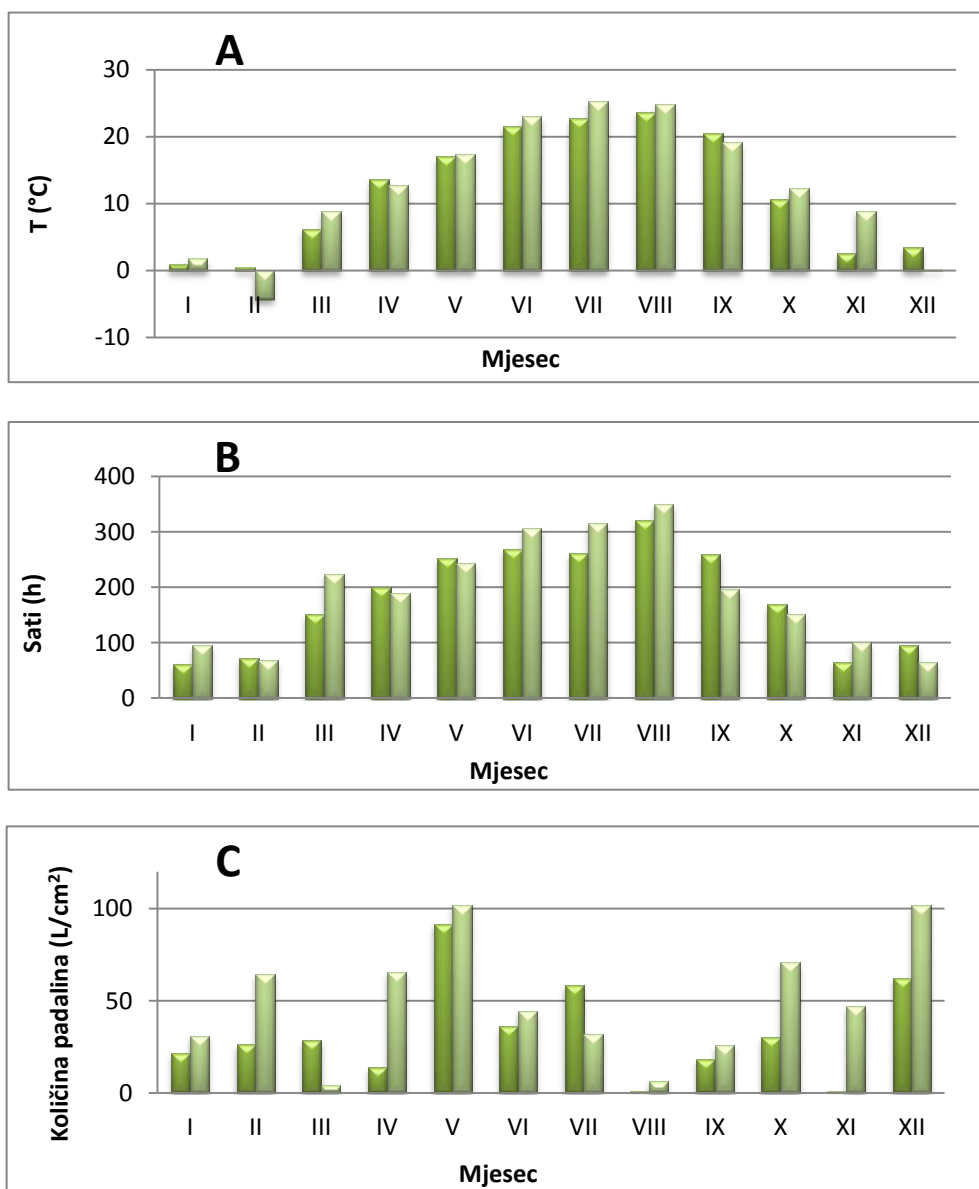 A
T (°C)
30
20
10
0
-10
I II III IV V VI VII VIII IX X XI XII
Mjesec
B
Sati (h)
400
300
200
100
0
I II III IV V VI VII VIII IX X XI XII
Mjesec
C
Količina padalina (L/cm²)
100
50
0
I II III IV V VI VII VIII IX X XI XII
Mjesec